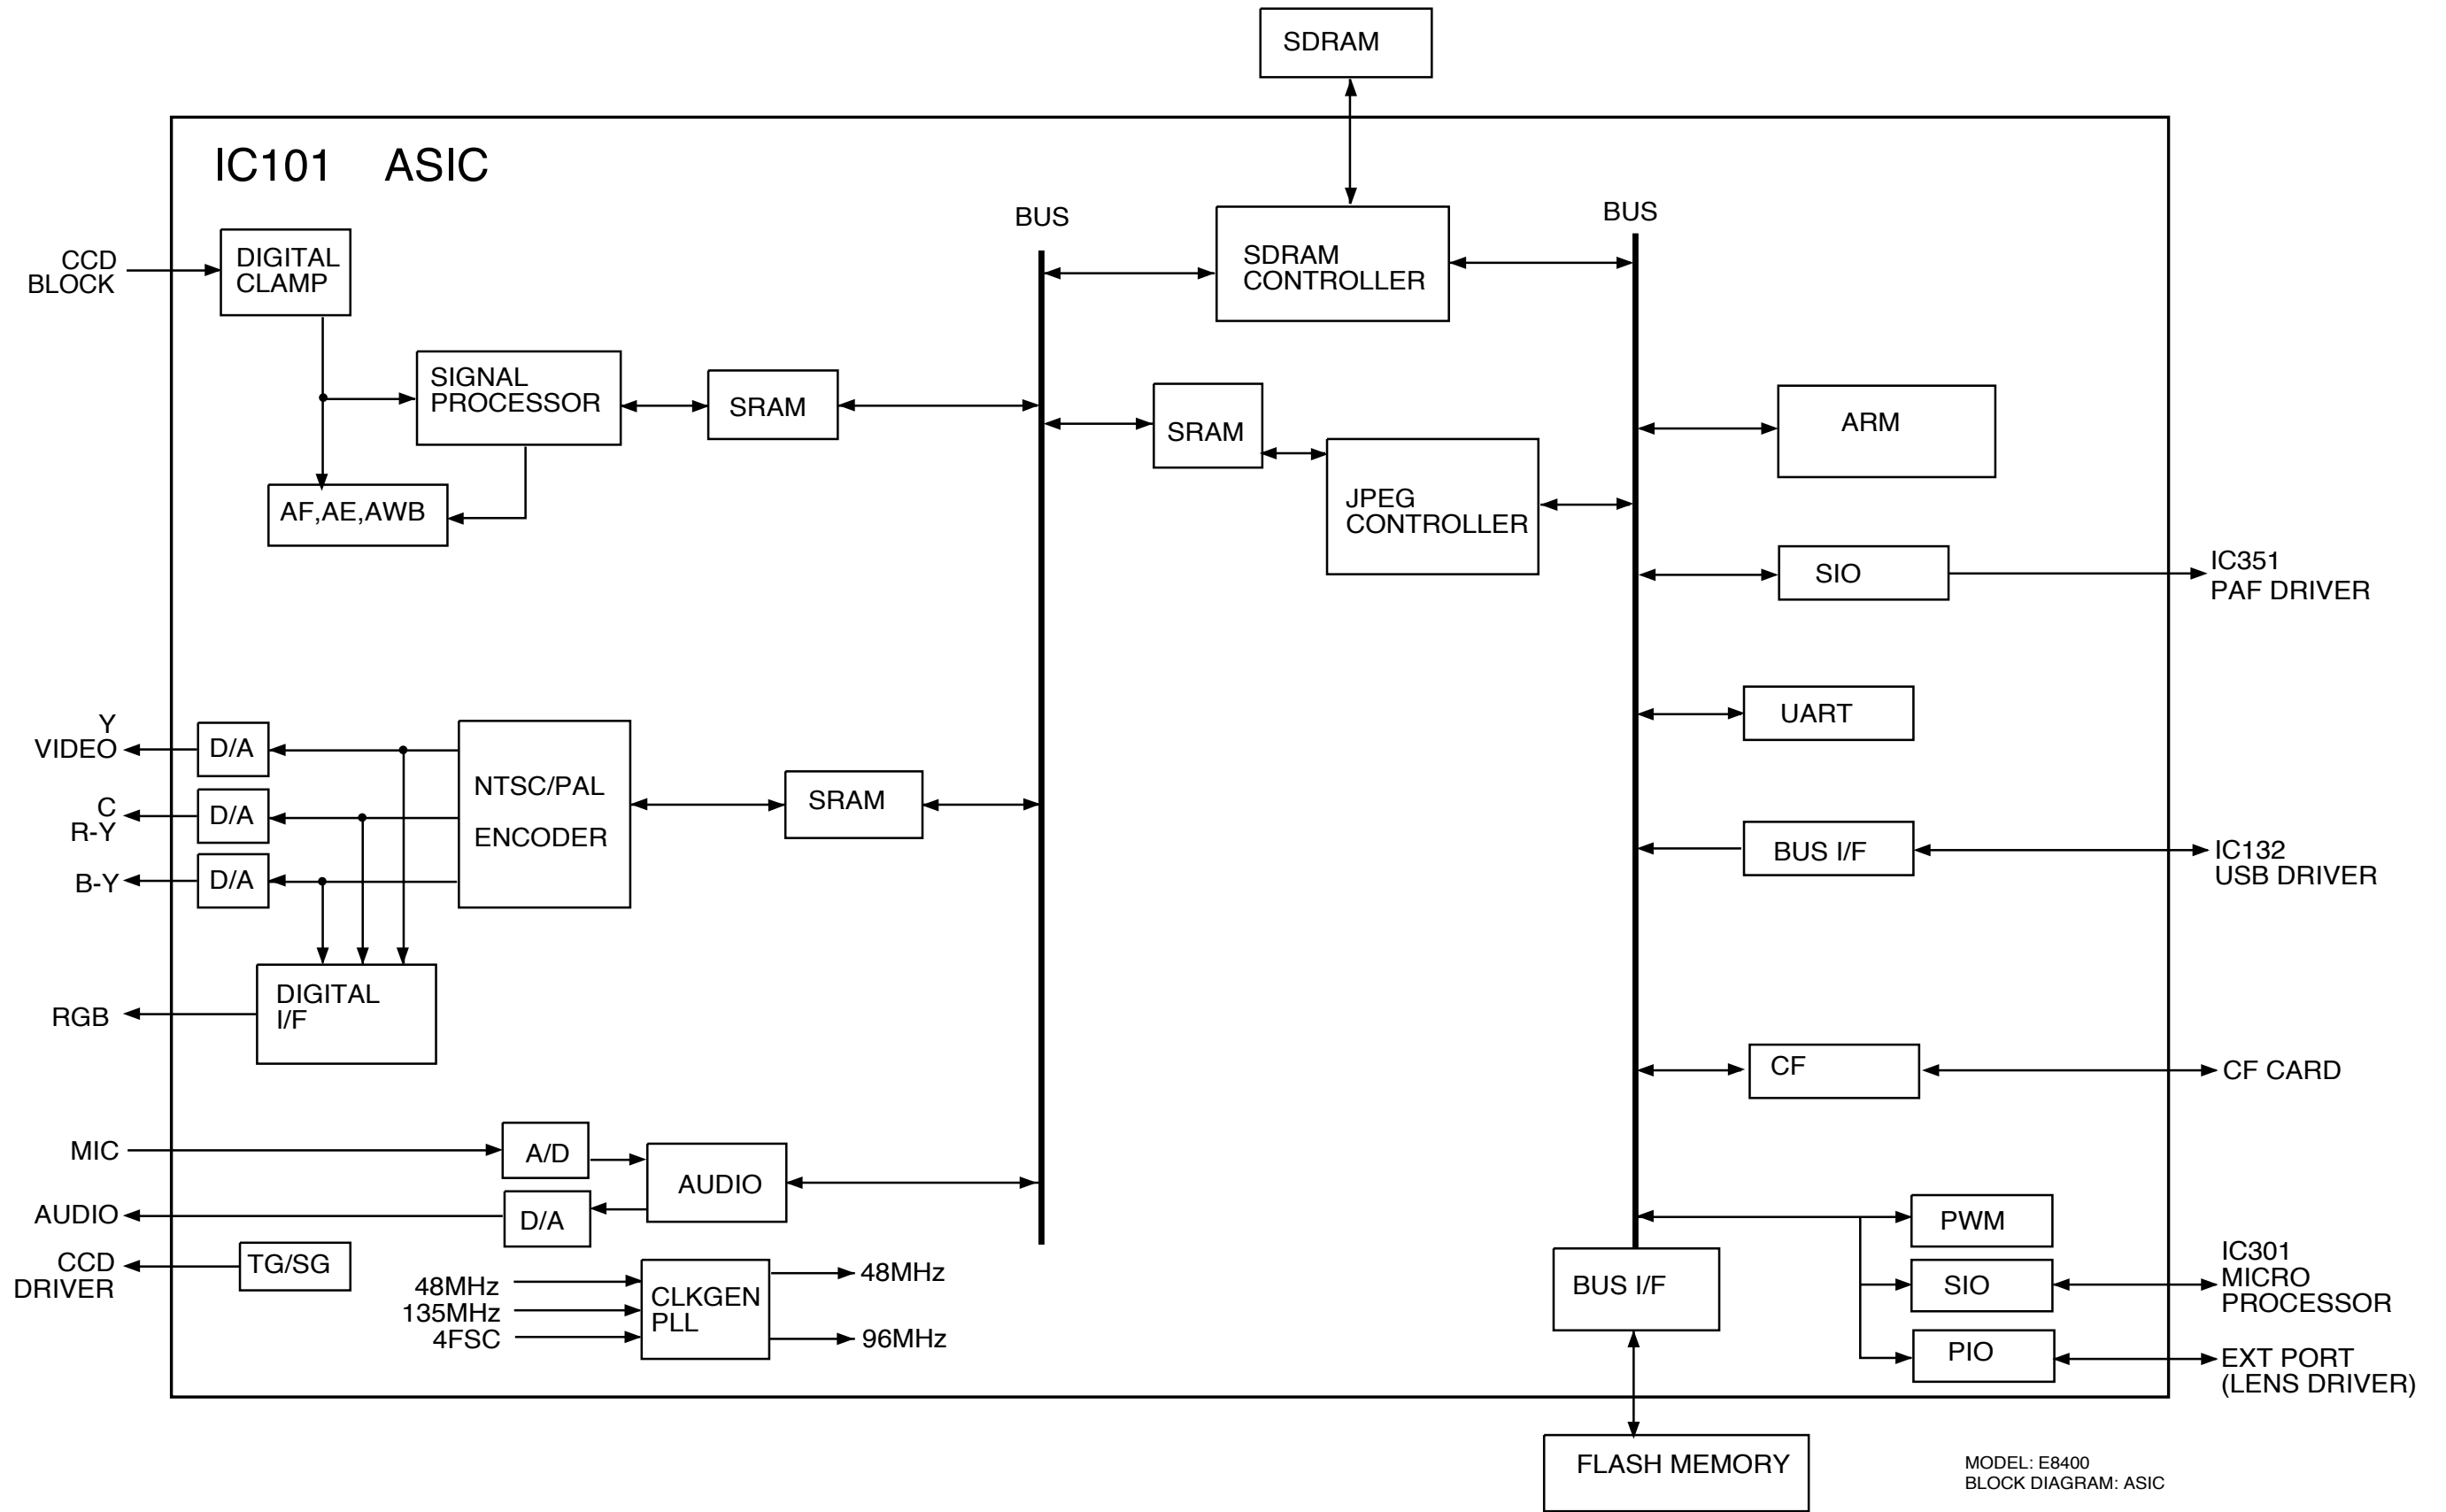 SDRAM
IC101 ASIC
BUS
BUS
CCD
BLOCK
DIGITAL
CLAMP
SDRAM
CONTROLLER
SIGNAL
PROCESSOR
SRAM
SRAM
ARM
AF,AE,AWB
JPEG
CONTROLLER
SIO
IC351
PAF DRIVER
UART
Y
VIDEO
D/A
C
R-Y
D/A
B-Y
D/A
NTSC/PAL
ENCODER
SRAM
BUS I/F
IC132
USB DRIVER
RGB
DIGITAL
I/F
CF
CF CARD
MIC
A/D
AUDIO
AUDIO
D/A
CCD
DRIVER
TG/SG
48MHz
135MHz
4FSC
CLKGEN
PLL
48MHz
96MHz
BUS I/F
PWM
SIO
IC301
MICRO
PROCESSOR
PIO
EXT PORT
(LENS DRIVER)
FLASH MEMORY
MODEL: E8400
BLOCK DIAGRAM: ASIC